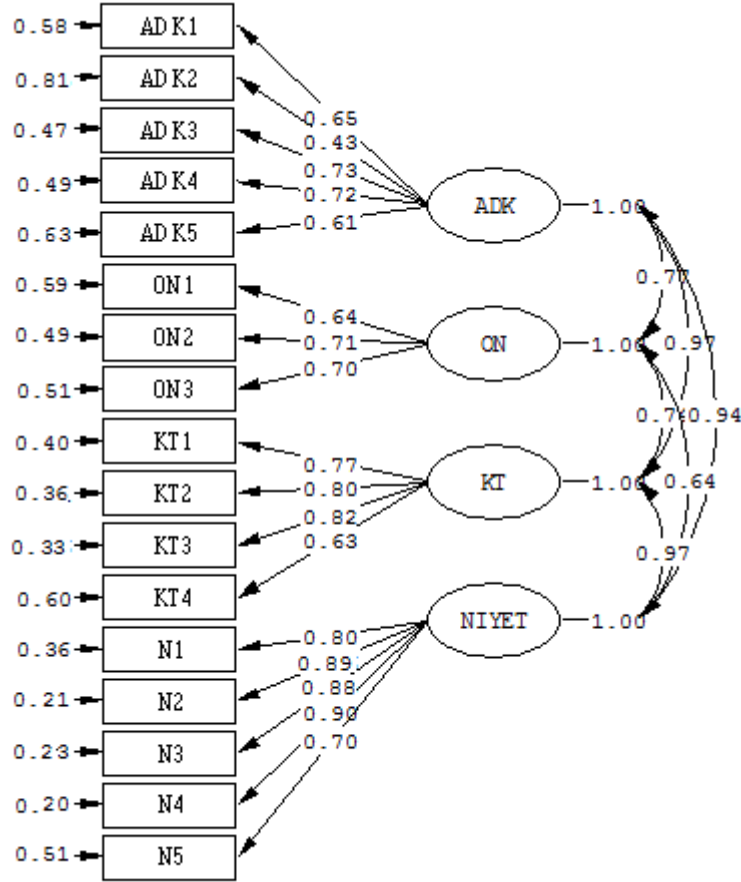 0.58 ADK1
0.81 ADK2
0.65
0.47 ADK3
0.43
0.73
0.49 ADK4
0.72
ADK 1.00
0.63 ADK5
0.61
0.59 ON1
0.77
0.64
0.49 ON2
0.71
ON 1.00 0.97
0.70
0.51 ON3
0.94
0.40 KT1
0.77
KT 1.00 0.64
0.36 KT2
0.80
0.82
0.33 KT3
0.63
0.97
0.60 KT4
NIYET 1.00
0.36 N1
0.80
0.89
0.21 N2
0.88
0.90
0.23 N3
0.70
0.20 N4
0.51 N5